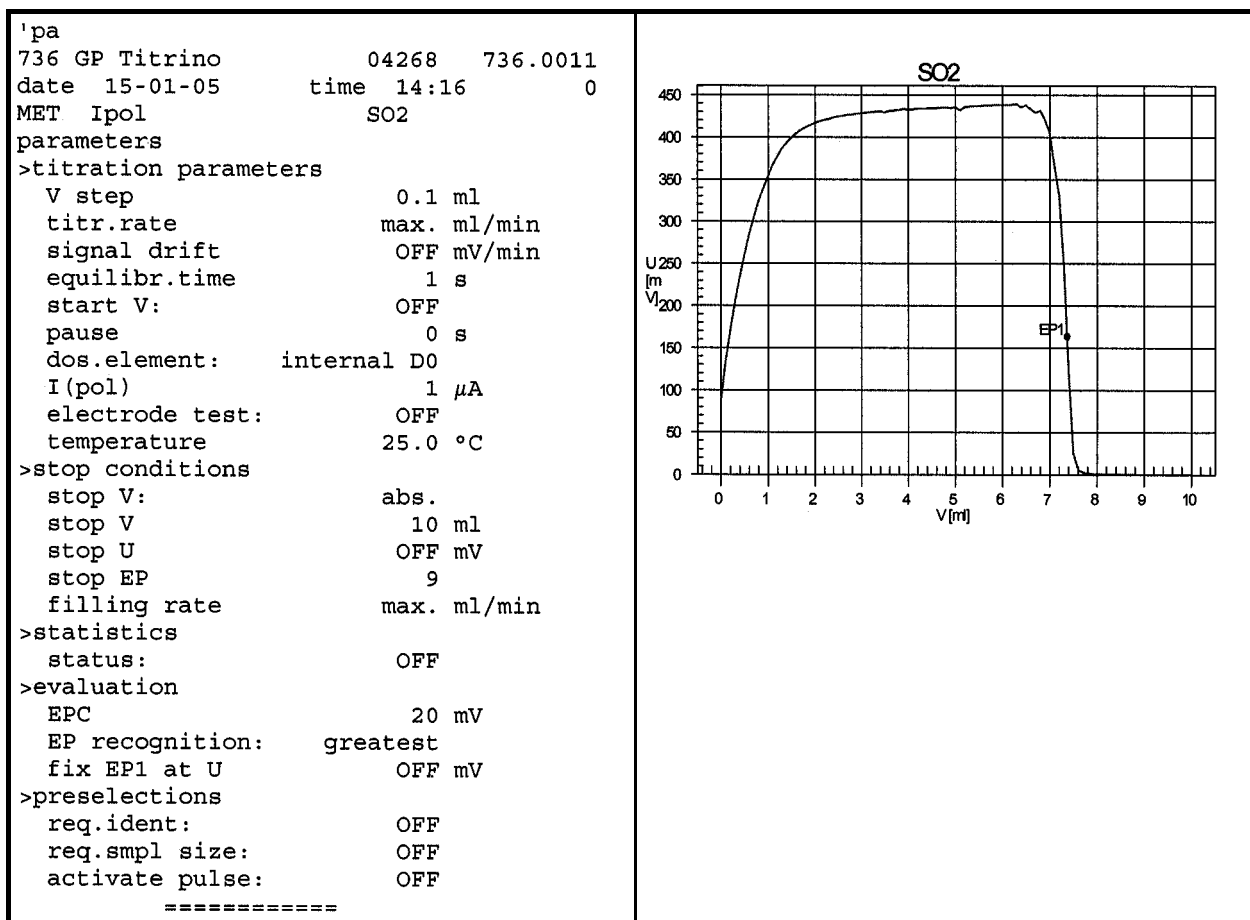 'pa
736 GP Titrino 04268 736.0011
date 15-01-05 time 14:16 0
MET Ipol SO2
parameters
>titration parameters
V step 0.1 ml
titr.rate max. ml/min
signal drift OFF mV/min
equilibr.time 1 s
start V: OFF
pause 0 s
dos.element: internal D0
I(pol) 1 μA
electrode test: OFF
temperature 25.0 °C
>stop conditions
stop V: abs.
stop V 10 ml
stop U OFF mV
stop EP 9
filling rate max. ml/min
>statistics
status: OFF
>evaluation
EPC 20 mV
EP recognition: greatest
fix EP1 at U OFF mV
>preselections
req.ident: OFF
req.smpl size: OFF
activate pulse: OFF
============
SO2
450
400
350
300
U 250
[m
V] 200
EP1
150
100
50
0
0 1 2 3 4 5 6 7 8 9 10
V [ml]